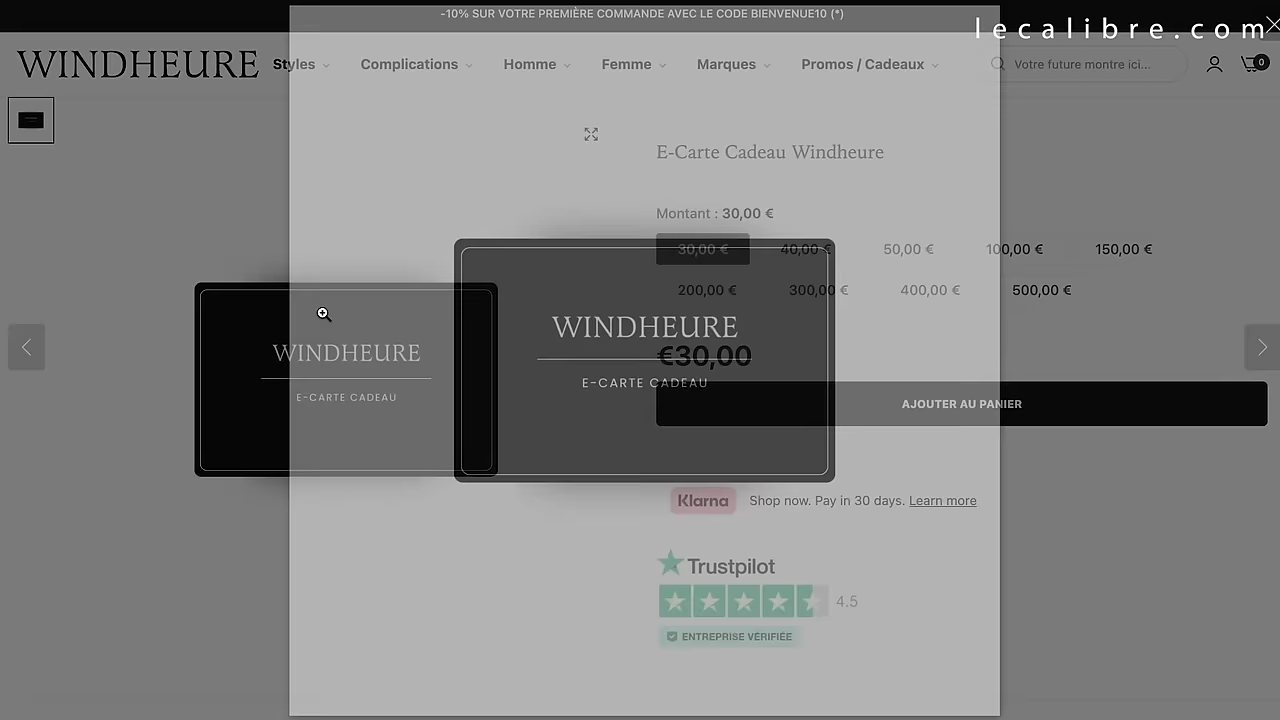 -10% SUR VOTRE PREMIÈRE COMMANDE AVEC LE CODE BIENVENUE10 (*)
lecalibre.com
WINDHEURE
Styles
Complications
Homme
Femme
Marques
Promos / Cadeaux
Votre future montre ici...
0
E-Carte Cadeau Windheure
Montant : 30,00 €
30,00 € 40,00 € 50,00 € 100,00 € 150,00 €
200,00 € 300,00 € 400,00 € 500,00 €
WINDHEURE
E-CARTE CADEAU
WINDHEURE
E-CARTE CADEAU
€30,00
AJOUTER AU PANIER
Klarna Shop now. Pay in 30 days. Learn more
Trustpilot
4.5
ENTREPRISE VÉRIFIÉE